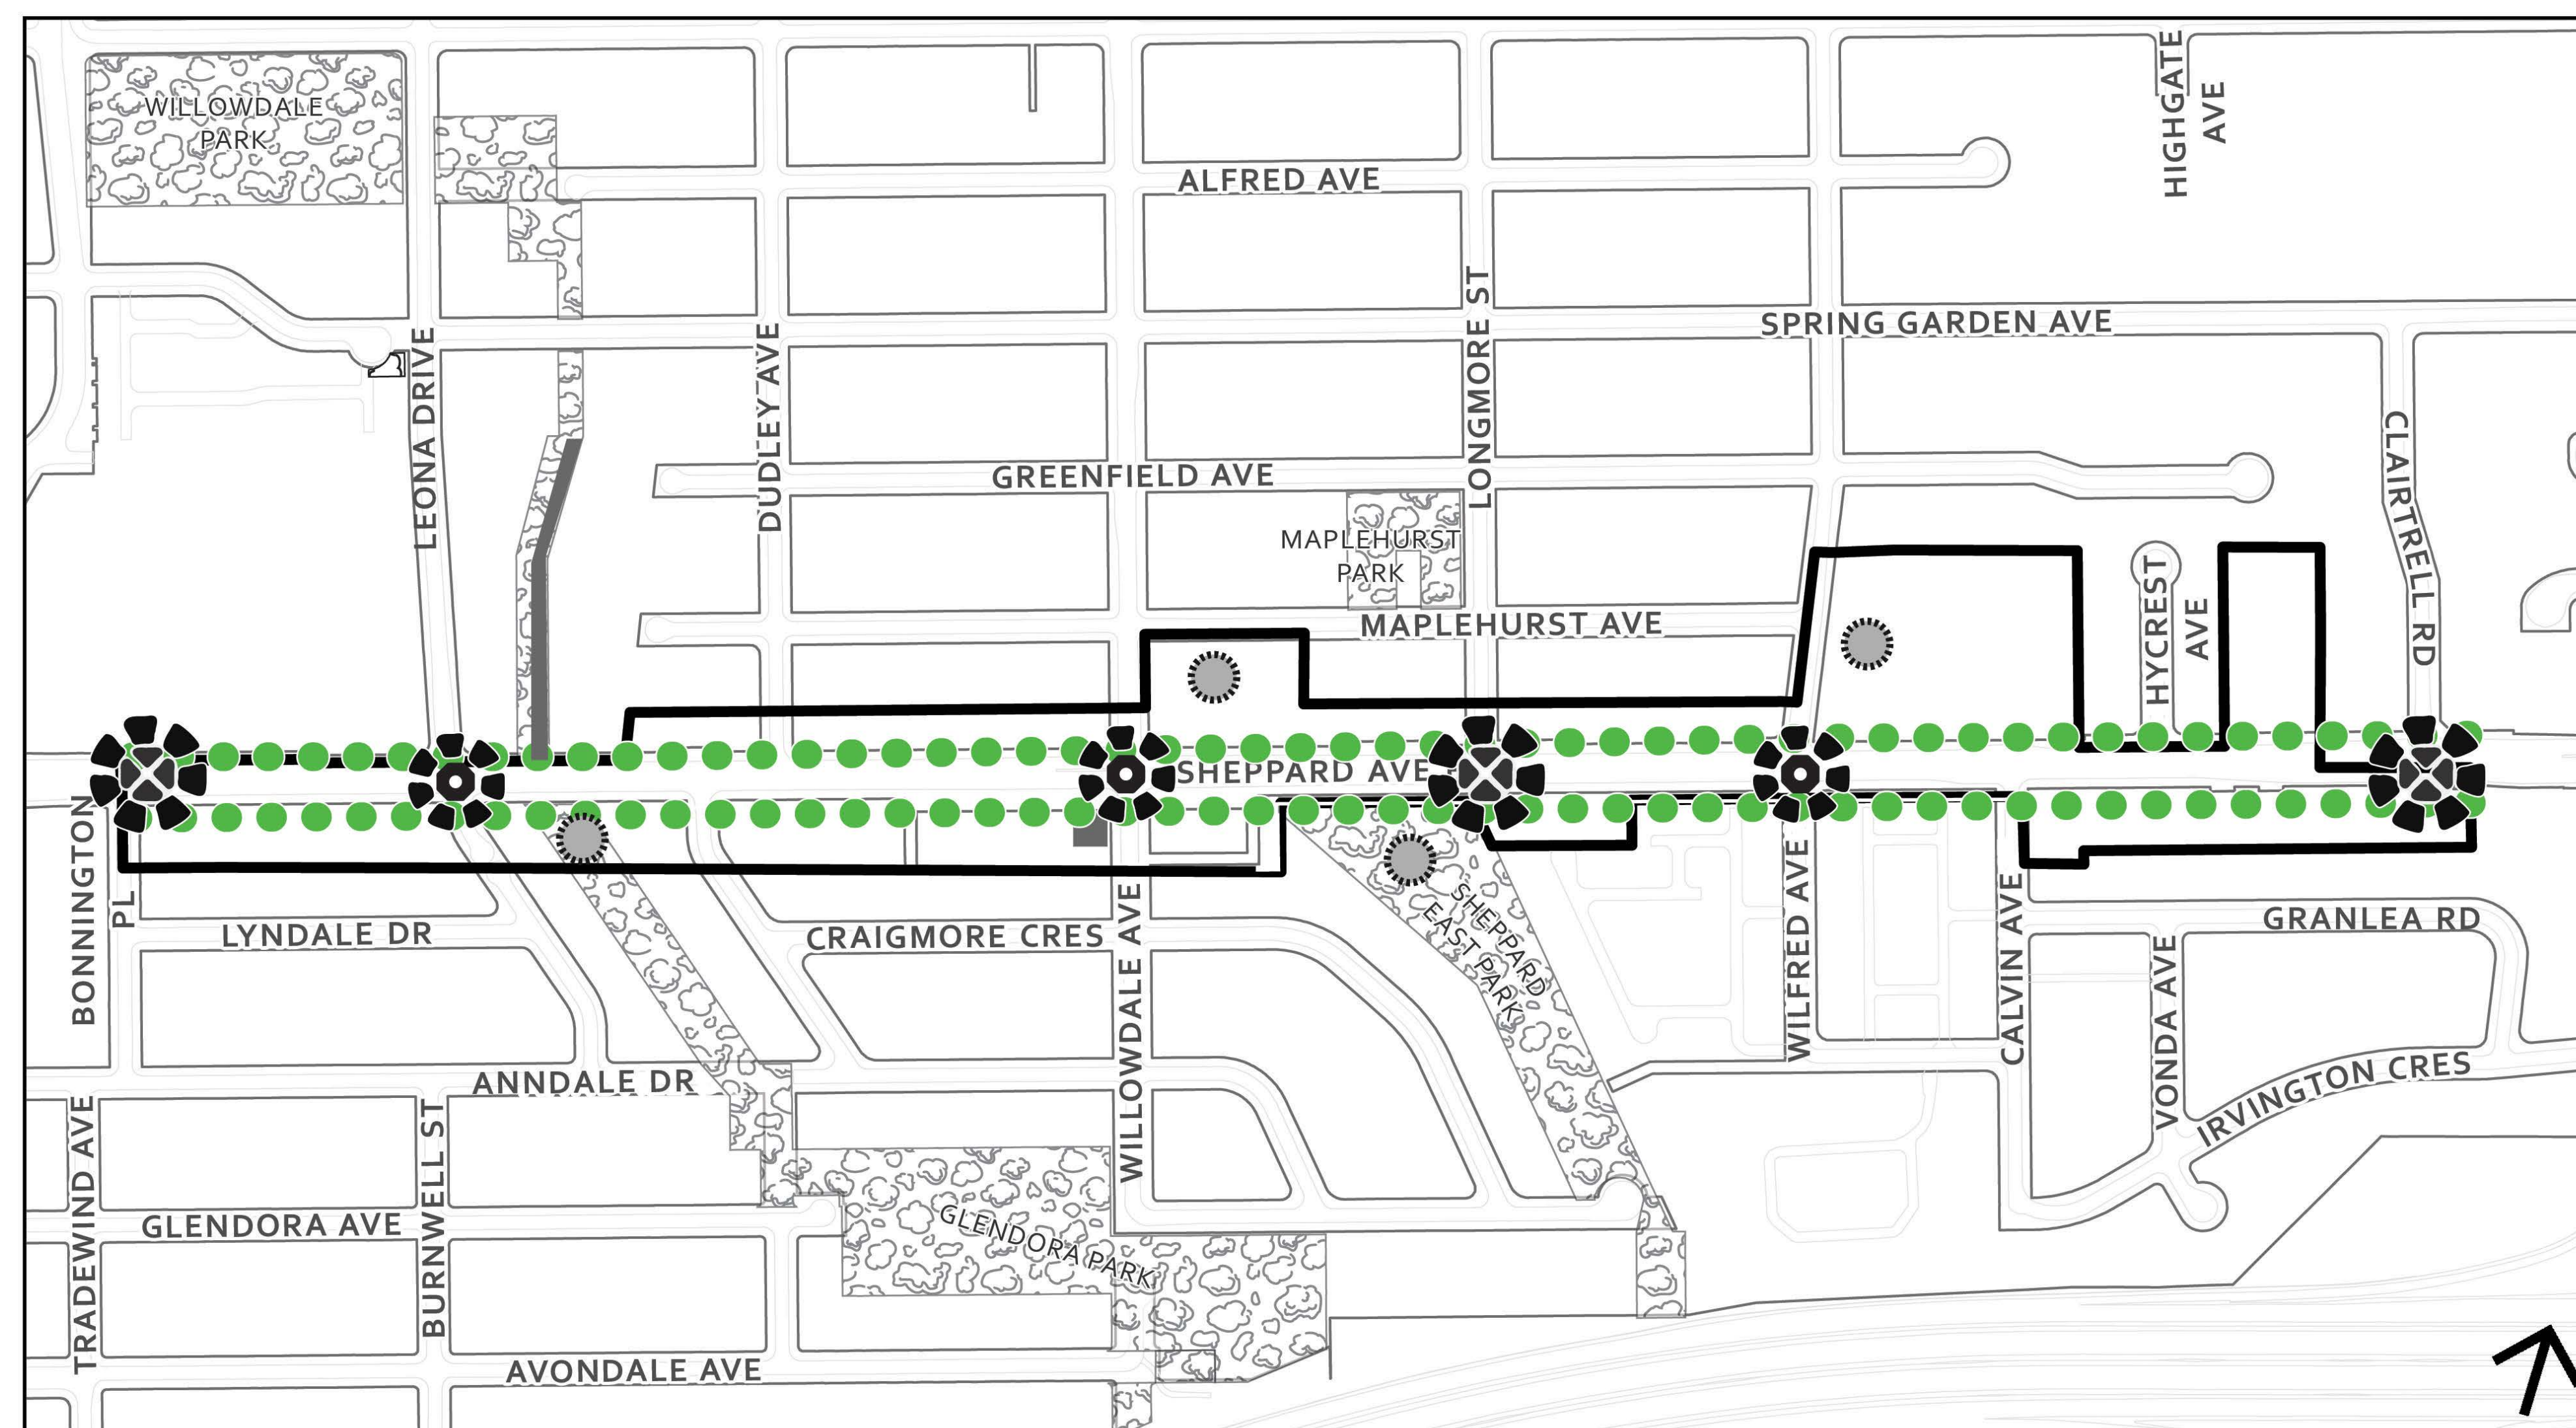 WILLOWDALE
PARK
HIGHGATE
AVE
ALFRED AVE
SPRING GARDEN AVE
LEONA DRIVE
DUDLEY AVE
LONGMORE ST
CLAIRTRELL RD
GREENFIELD AVE
MAPLEHURST
PARK
MAPLEHURST AVE
HYCREST
AVE
SHEPPARD AVE
BONNINGTON
PL
LYNDALE DR
CRAIGMORE CRES
WILLOWDALE AVE
SHEPPARD
EAST PARK
WILFRED AVE
CALVIN AVE
GRANLEA RD
VONDA AVE
IRVINGTON CRES
ANNDALE DR
TRADEWIND AVE
BURNWELL ST
GLENDORA AVE
GLENDORA PARK
AVONDALE AVE